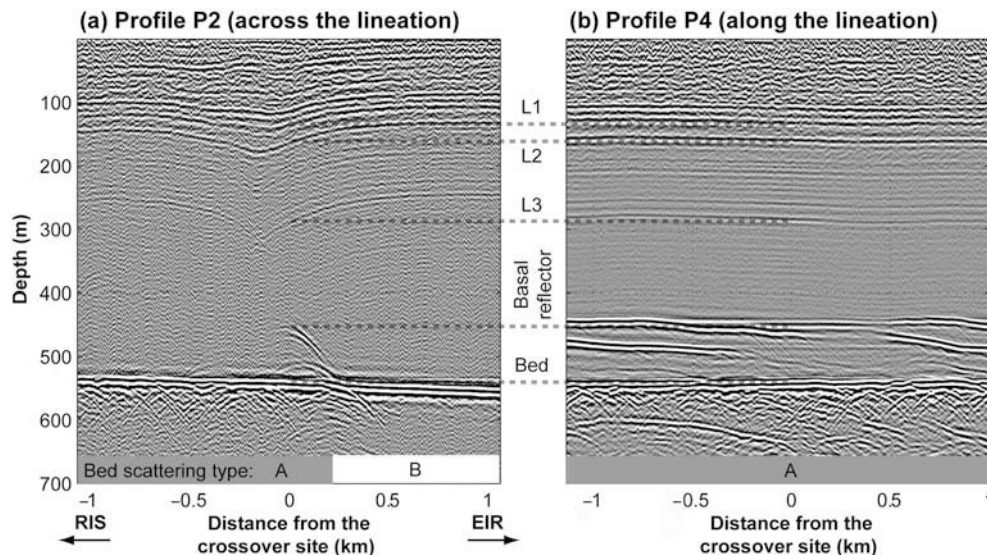 (a) Profile P2 (across the lineation)
(b) Profile P4 (along the lineation)
Depth (m)
100
200
300
400
500
600
700
L1
L2
L3
Basal
reflector
Bed
Bed scattering type: A B
A
−1 −0.5 0 0.5 1
−1 −0.5 0 0.5 1
RIS
Distance from the
crossover site (km)
EIR
Distance from the
crossover site (km)